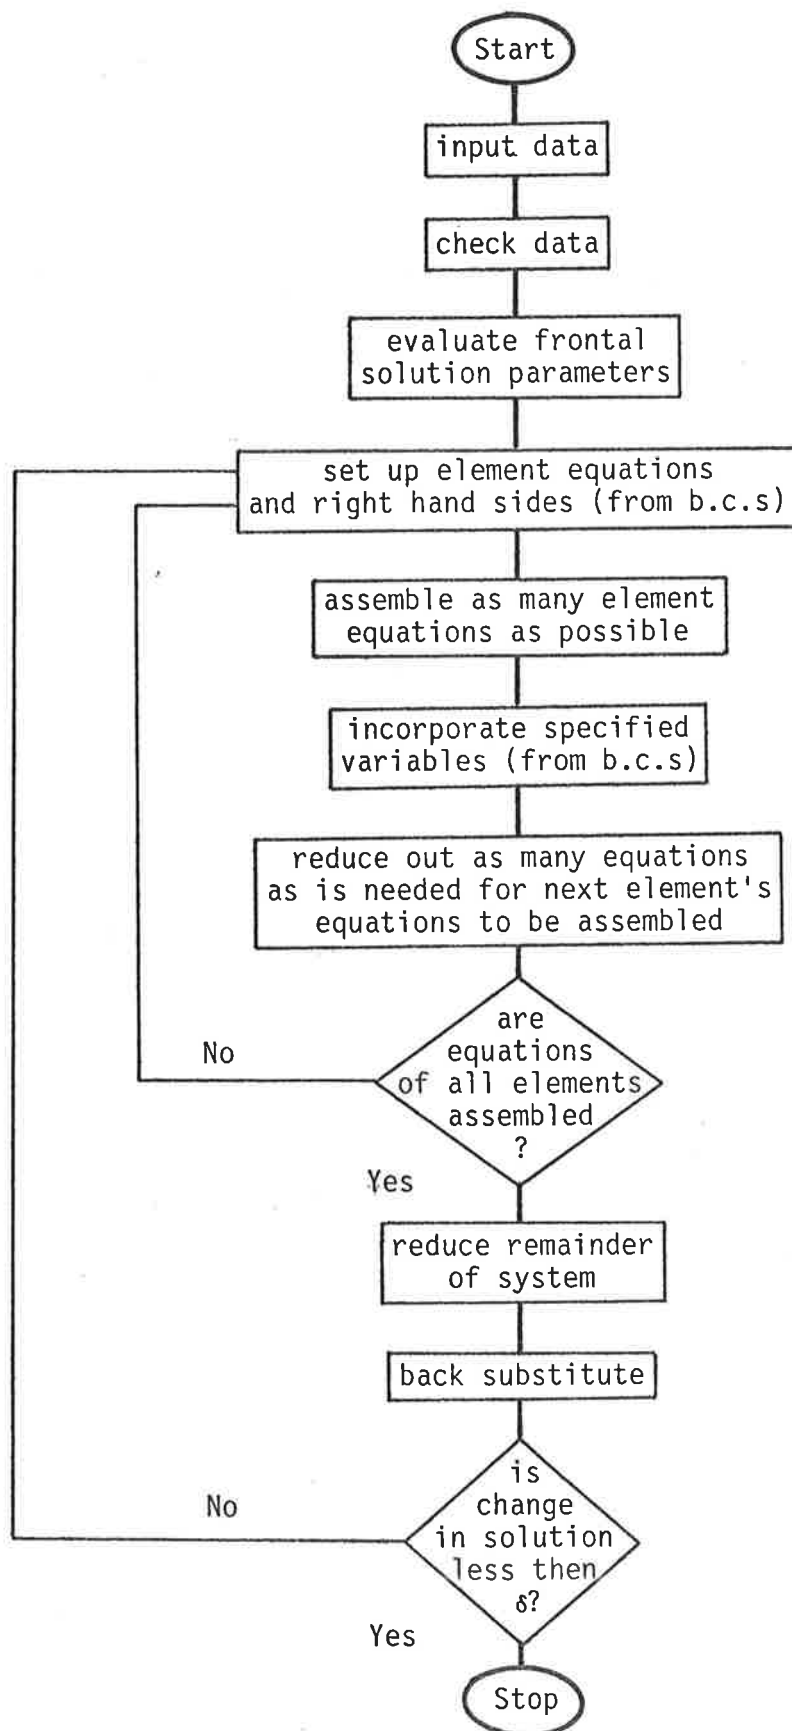 Start
input data
check data
evaluate frontal
solution parameters
set up element equations
and right hand sides (from b.c.s)
assemble as many element
equations as possible
incorporate specified
variables (from b.c.s)
reduce out as many equations
as is needed for next element's
equations to be assembled
are
equations
of all elements
assembled
?
No
Yes
reduce remainder
of system
back substitute
is
change
in solution
less then
δ?
No
Yes
Stop